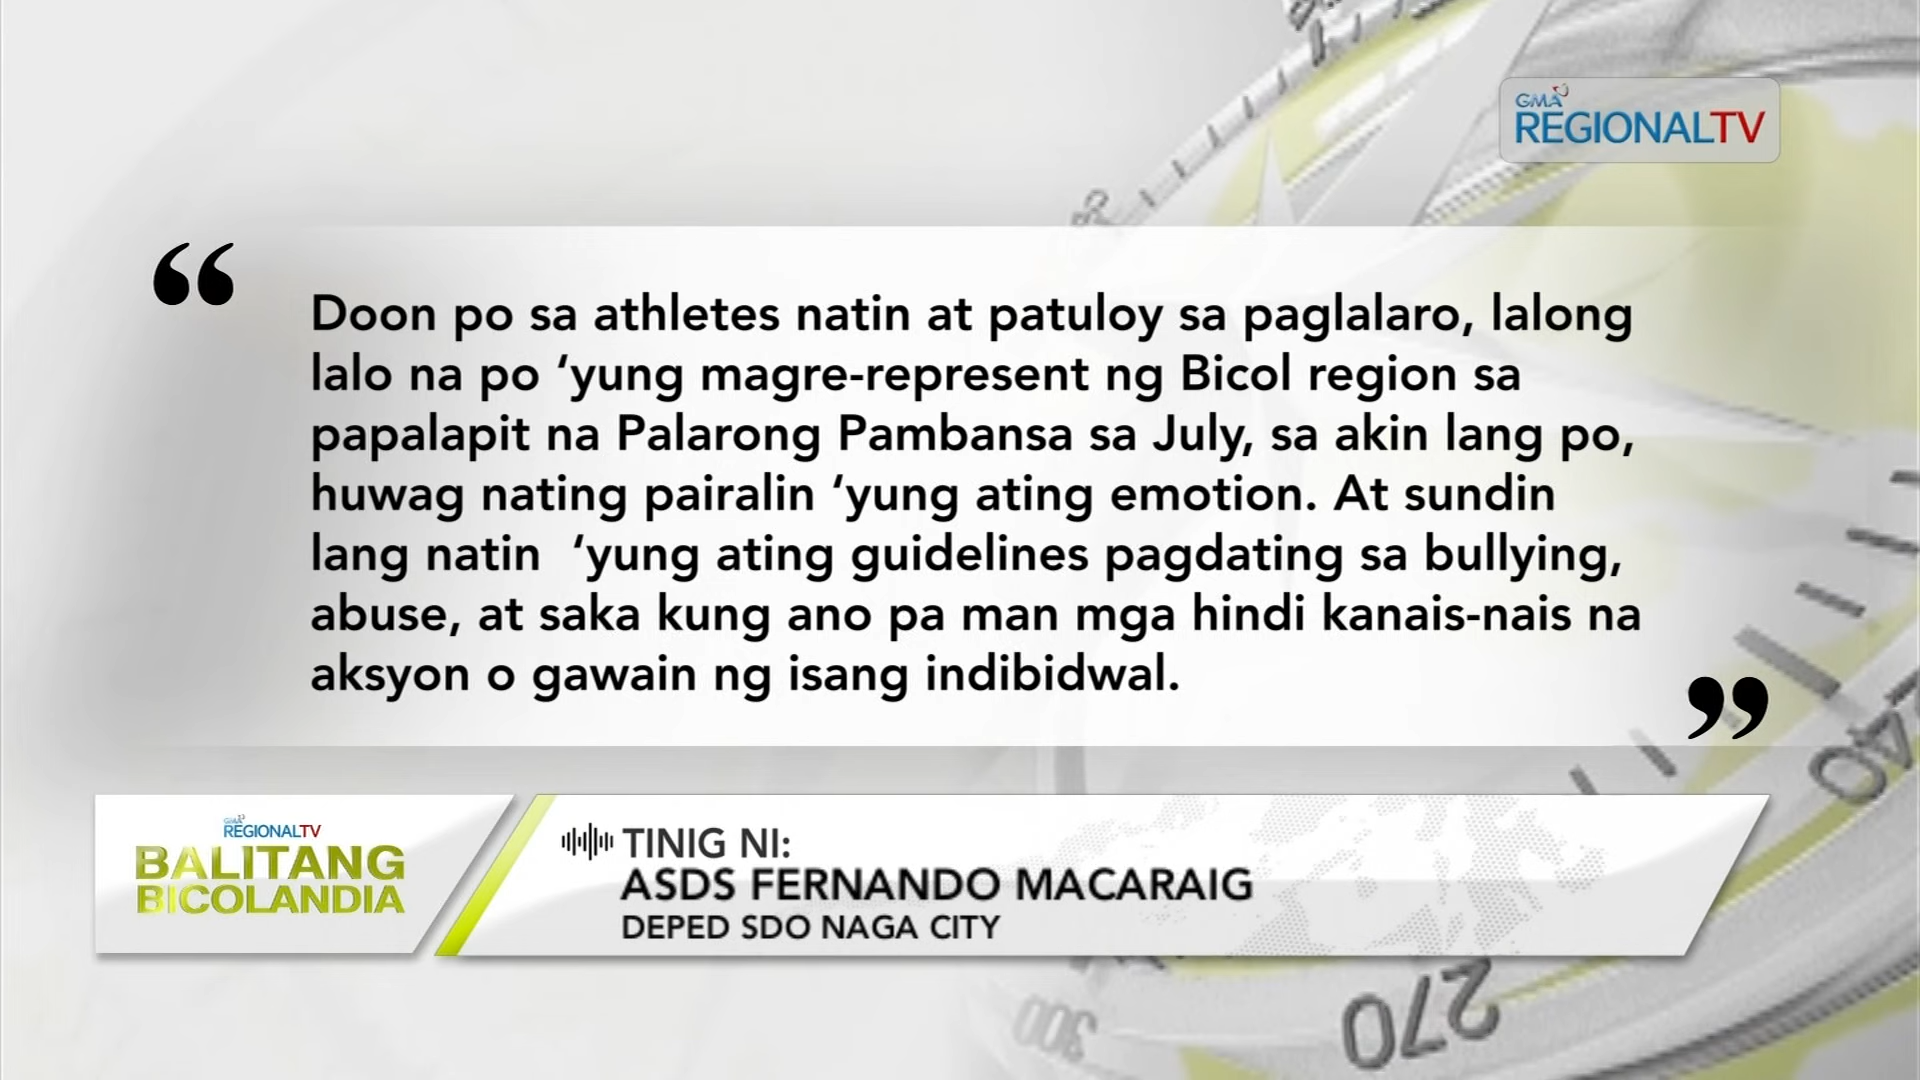 GMA
REGIONALTV
“
Doon po sa athletes natin at patuloy sa paglalaro, lalong
lalo na po ‘yung magre-represent ng Bicol region sa
papalapit na Palarong Pambansa sa July, sa akin lang po,
huwag nating pairalin ‘yung ating emotion. At sundin
lang natin  ‘yung ating guidelines pagdating sa bullying,
abuse, at saka kung ano pa man mga hindi kanais-nais na
aksyon o gawain ng isang indibidwal.
”
GMA
REGIONALTV
BALITANG
BICOLANDIA
TINIG NI:
ASDS FERNANDO MACARAIG
DEPED SDO NAGA CITY
240
270
300